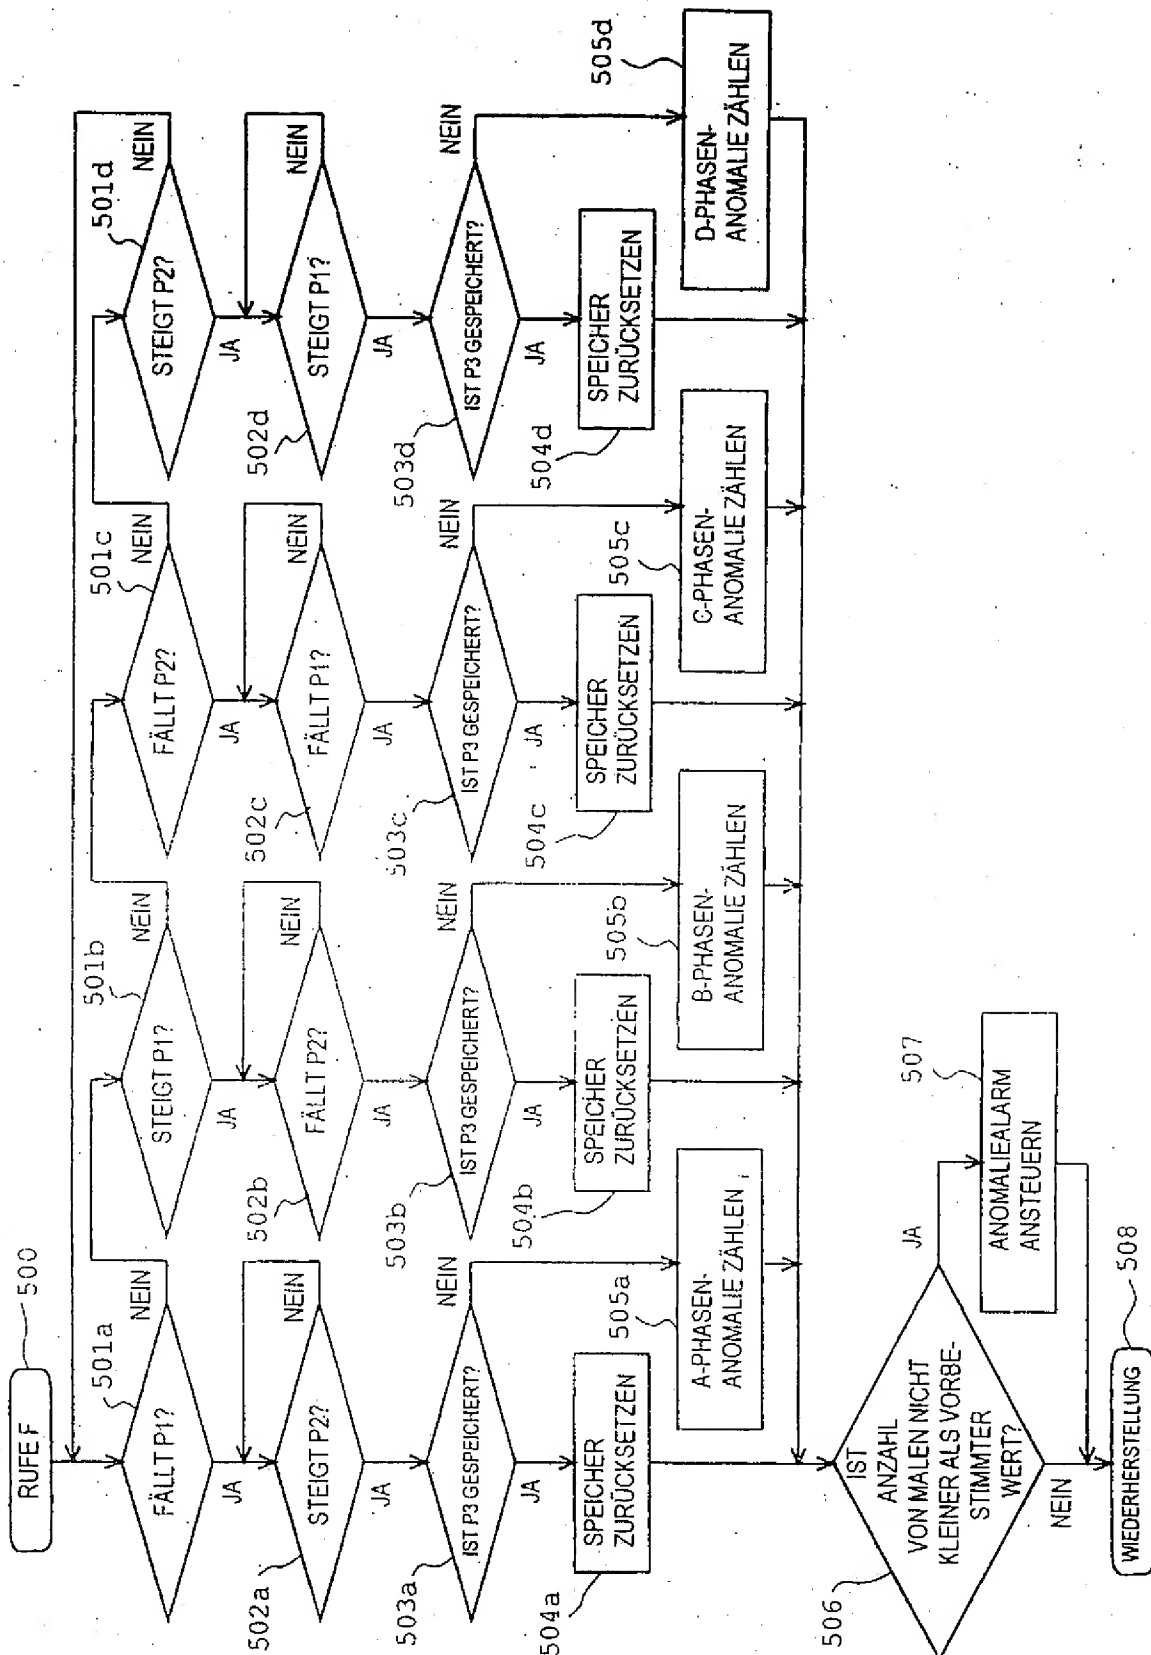 RUFE F
500
FÄLLT P1?
501a
NEIN
JA
STEIGT P2?
502a
NEIN
JA
IST P3 GESPEICHERT?
503a
NEIN
JA
SPEICHER
ZURÜCKSETZEN
504a
A-PHASEN-
ANOMALIE ZÄHLEN
505a
STEIGT P1?
501b
NEIN
JA
FÄLLT P2?
502b
NEIN
JA
IST P3 GESPEICHERT?
503b
NEIN
JA
SPEICHER
ZURÜCKSETZEN
504b
B-PHASEN-
ANOMALIE ZÄHLEN
505b
FÄLLT P2?
501c
NEIN
JA
FÄLLT P1?
502c
NEIN
JA
IST P3 GESPEICHERT?
503c
NEIN
JA
SPEICHER
ZURÜCKSETZEN
504c
C-PHASEN-
ANOMALIE ZÄHLEN
505c
STEIGT P2?
501d
NEIN
JA
STEIGT P1?
502d
NEIN
JA
IST P3 GESPEICHERT?
503d
NEIN
JA
SPEICHER
ZURÜCKSETZEN
504d
D-PHASEN-
ANOMALIE ZÄHLEN
505d
IST
ANZAHL
VON MALEN NICHT
KLEINER ALS VORBE-
STIMMTER
WERT?
506
JA
NEIN
ANOMALIEALARM
ANSTEUERN
507
WIEDERHERSTELLUNG
508